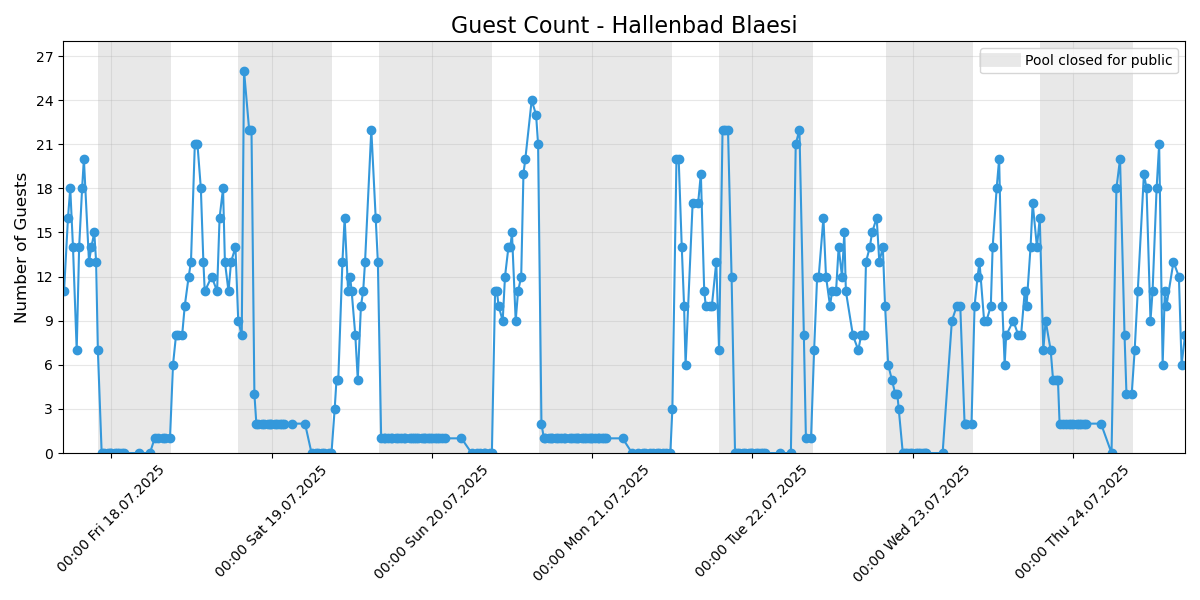 Guest Count - Hallenbad Blaesi
Pool closed for public
Number of Guests
27
24
21
18
15
12
9
6
3
0
00:00 Fri 18.07.2025
00:00 Sat 19.07.2025
00:00 Sun 20.07.2025
00:00 Mon 21.07.2025
00:00 Tue 22.07.2025
00:00 Wed 23.07.2025
00:00 Thu 24.07.2025